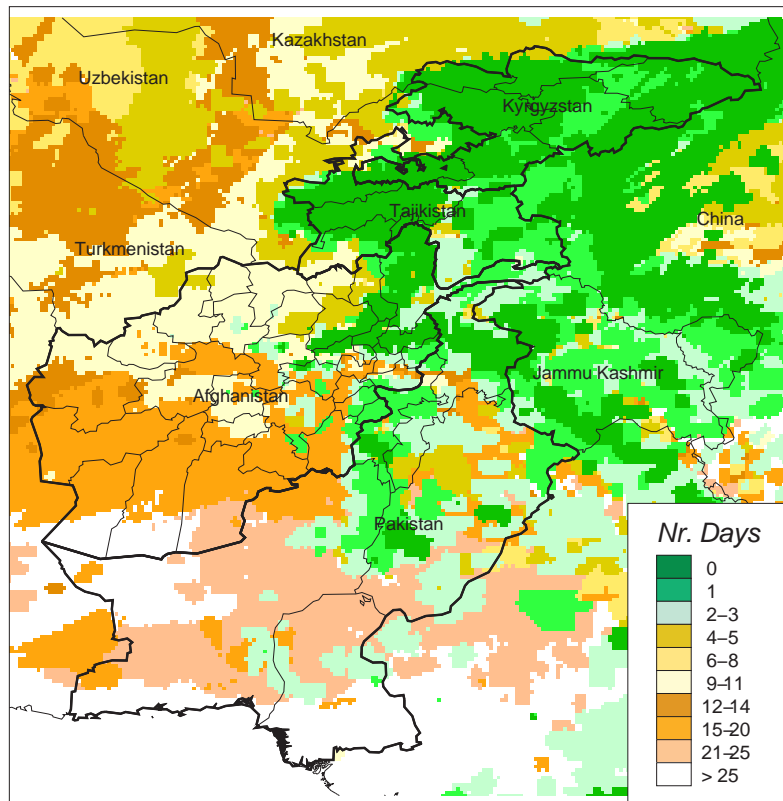 Kazakhstan
Uzbekistan
Kyrgyzstan
Tajikistan
China
Turkmenistan
Jammu Kashmir
Afghanistan
Pakistan
Nr. Days
0
1
2–3
4–5
6–8
9–11
12–14
15–20
21–25
> 25